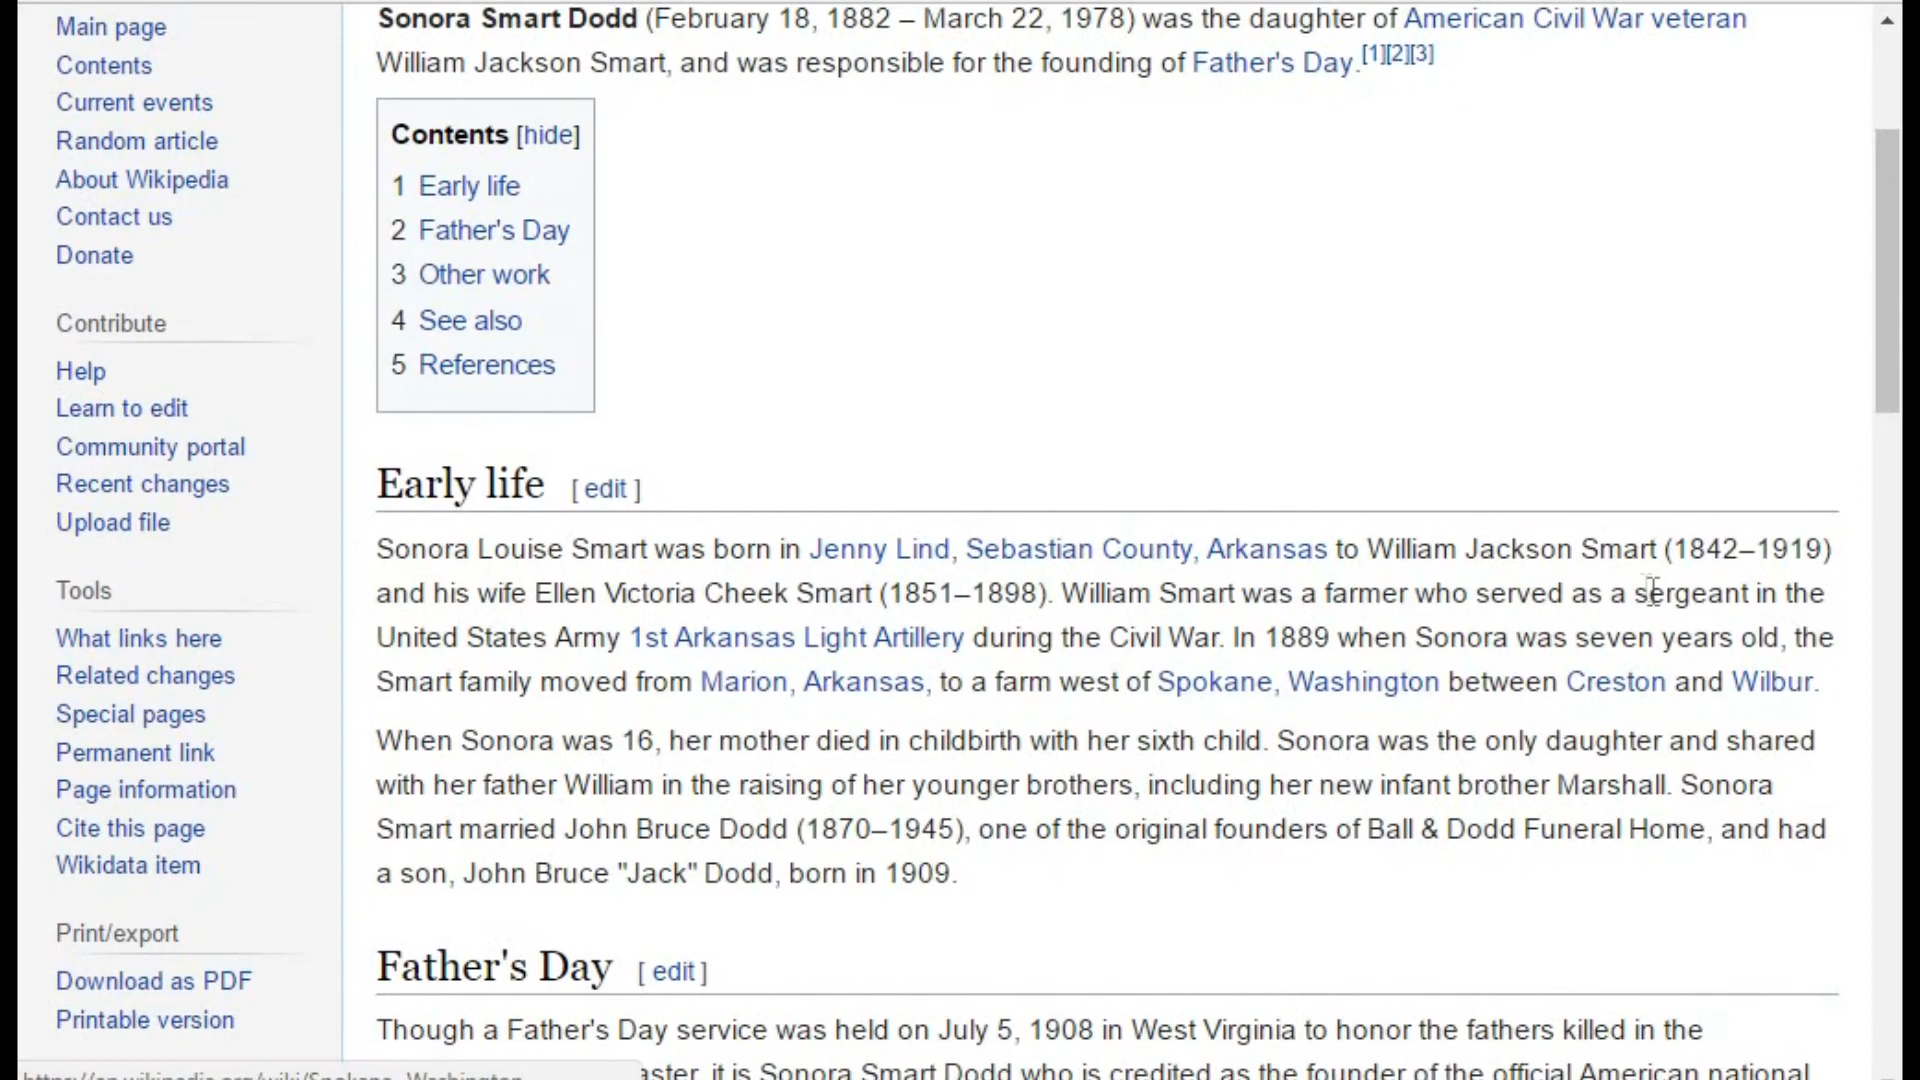 Main page
Contents
Current events
Random article
About Wikipedia
Contact us
Donate
Contribute
Help
Learn to edit
Community portal
Recent changes
Upload file
Tools
What links here
Related changes
Special pages
Permanent link
Page information
Cite this page
Wikidata item
Print/export
Download as PDF
Printable version
Sonora Smart Dodd (February 18, 1882 – March 22, 1978) was the daughter of American Civil War veteran
William Jackson Smart, and was responsible for the founding of Father's Day.[1][2][3]
Contents [hide]
1 Early life
2 Father's Day
3 Other work
4 See also
5 References
Early life [ edit ]
Sonora Louise Smart was born in Jenny Lind, Sebastian County, Arkansas to William Jackson Smart (1842–1919)
and his wife Ellen Victoria Cheek Smart (1851–1898). William Smart was a farmer who served as a sergeant in the
United States Army 1st Arkansas Light Artillery during the Civil War. In 1889 when Sonora was seven years old, the
Smart family moved from Marion, Arkansas, to a farm west of Spokane, Washington between Creston and Wilbur.
When Sonora was 16, her mother died in childbirth with her sixth child. Sonora was the only daughter and shared
with her father William in the raising of her younger brothers, including her new infant brother Marshall. Sonora
Smart married John Bruce Dodd (1870–1945), one of the original founders of Ball & Dodd Funeral Home, and had
a son, John Bruce "Jack" Dodd, born in 1909.
Father's Day [ edit ]
Though a Father's Day service was held on July 5, 1908 in West Virginia to honor the fathers killed in the
aster, it is Sonora Smart Dodd who is credited as the founder of the official American national
https://en.wikipedia.org/wiki/Spokane,_Washington